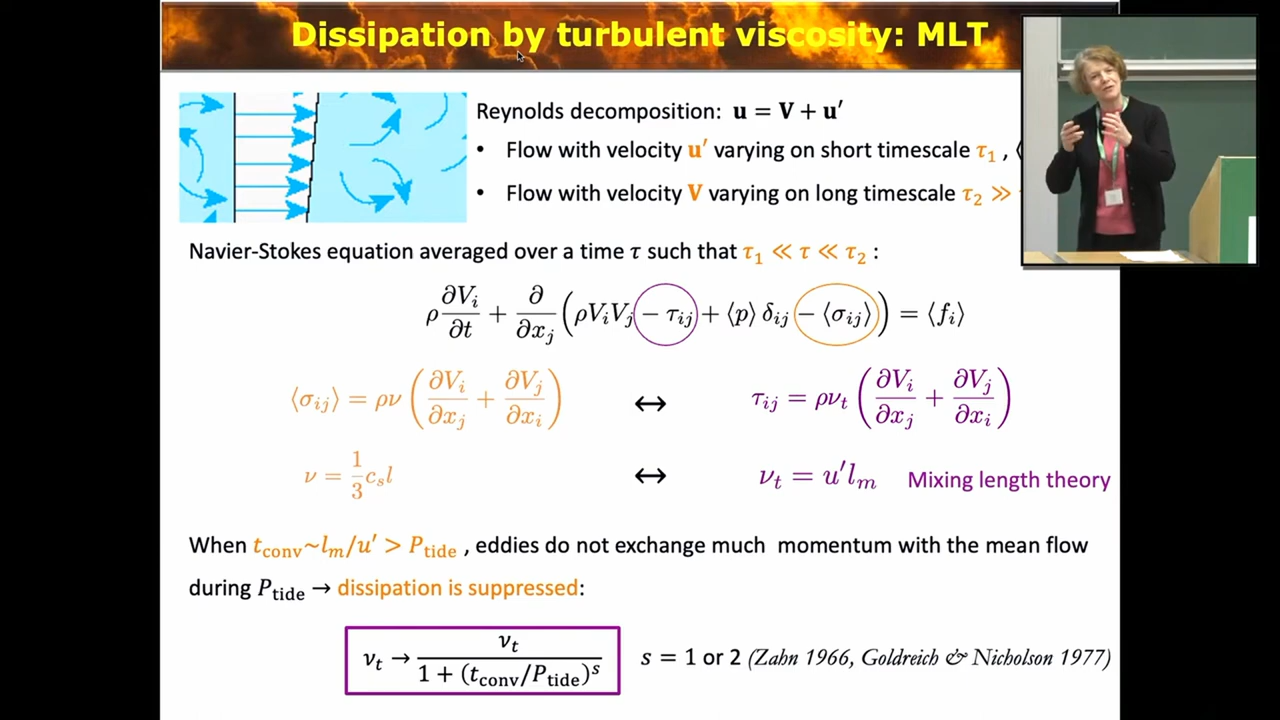 Dissipation by turbulent viscosity: MLT
Reynolds decomposition: u = V + u′
• Flow with velocity u′ varying on short timescale τ₁ , ⟨
• Flow with velocity V varying on long timescale τ₂ ≫
Navier-Stokes equation averaged over a time τ such that τ₁ ≪ τ ≪ τ₂ :
ρ ∂Vᵢ/∂t + ∂/∂xⱼ (ρVᵢVⱼ − τᵢⱼ + ⟨p⟩ δᵢⱼ − ⟨σᵢⱼ⟩) = ⟨fᵢ⟩
⟨σᵢⱼ⟩ = ρν (∂Vᵢ/∂xⱼ + ∂Vⱼ/∂xᵢ) ↔ τᵢⱼ = ρνₜ (∂Vᵢ/∂xⱼ + ∂Vⱼ/∂xᵢ)
ν = 1/3 cₛl ↔ νₜ = u′lₘ Mixing length theory
When t_conv~lₘ/u′ > P_tide , eddies do not exchange much momentum with the mean flow
during P_tide → dissipation is suppressed:
νₜ → νₜ / (1 + (t_conv/P_tide)ˢ) s = 1 or 2 (Zahn 1966, Goldreich & Nicholson 1977)